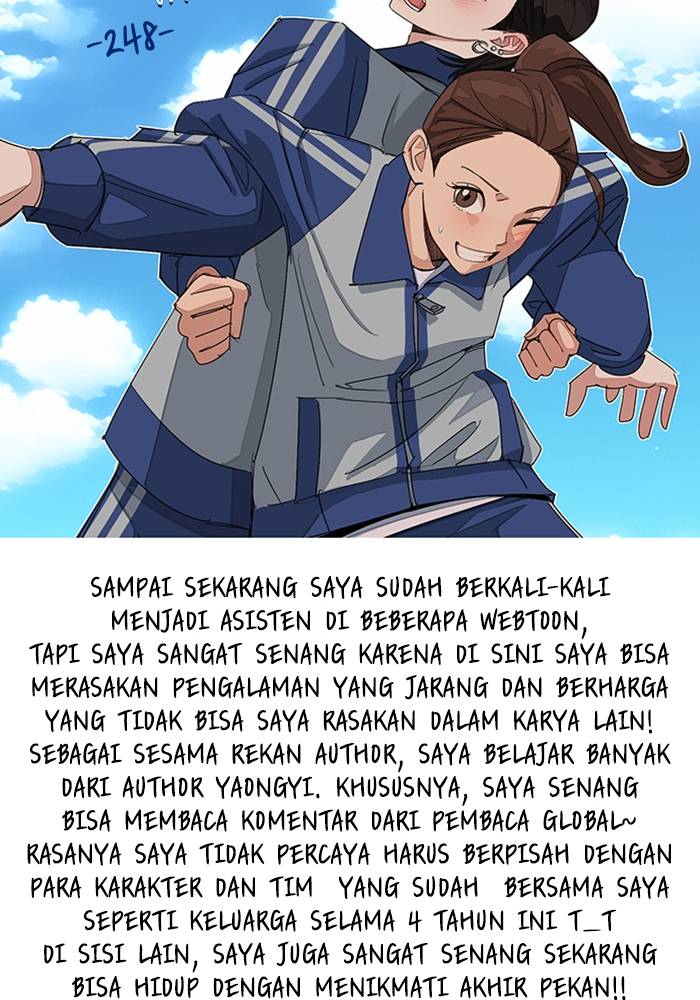 -248-
SAMPAI SEKARANG SAYA SUDAH BERKALI-KALI
MENJADI ASISTEN DI BEBERAPA WEBTOON,
TAPI SAYA SANGAT SENANG KARENA DI SINI SAYA BISA
MERASAKAN PENGALAMAN YANG JARANG DAN BERHARGA
YANG TIDAK BISA SAYA RASAKAN DALAM KARYA LAIN!
SEBAGAI SESAMA REKAN AUTHOR, SAYA BELAJAR BANYAK
DARI AUTHOR YAONGYI. KHUSUSNYA, SAYA SENANG
BISA MEMBACA KOMENTAR DARI PEMBACA GLOBAL~
RASANYA SAYA TIDAK PERCAYA HARUS BERPISAH DENGAN
PARA KARAKTER DAN TIM YANG SUDAH BERSAMA SAYA
SEPERTI KELUARGA SELAMA 4 TAHUN INI T_T
DI SISI LAIN, SAYA JUGA SANGAT SENANG SEKARANG
BISA HIDUP DENGAN MENIKMATI AKHIR PEKAN!!